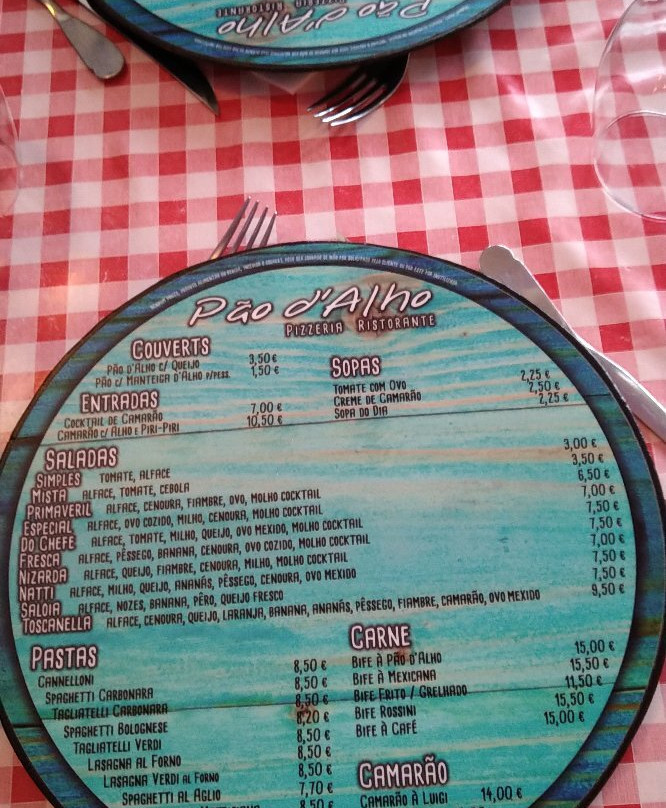 Pão d'Alho
Pizzeria Ristorante
Pão d'Alho
Pizzeria Ristorante
Couverts
Pão d'Alho c/ Queijo 3,50 €
Pão c/ Manteiga d'Alho p/pess. 1,50 €
Entradas
Cocktail de Camarão 7,00 €
Camarão c/ Alho e Piri-Piri 10,50 €
Sopas
Tomate com Ovo 2,25 €
Creme de Camarão 2,50 €
Sopa do Dia 2,25 €
Saladas
Simples Tomate, Alface 3,00 €
Mista Alface, Tomate, Cebola 3,50 €
Primaveril Alface, Cenoura, Fiambre, Ovo, Molho Cocktail 6,50 €
Especial Alface, Ovo Cozido, Milho, Cenoura, Molho Cocktail 7,00 €
Do Chefe Alface, Tomate, Milho, Queijo, Ovo Mexido, Molho Cocktail 7,50 €
Fresca Alface, Pêssego, Banana, Cenoura, Ovo Cozido, Molho Cocktail 7,50 €
Nizarda Alface, Queijo, Fiambre, Cenoura, Milho, Molho Cocktail 7,00 €
Natti Alface, Milho, Queijo, Ananás, Pêssego, Cenoura, Ovo Mexido 7,50 €
Saloia Alface, Nozes, Banana, Pêro, Queijo Fresco 7,50 €
Toscanella Alface, Cenoura, Queijo, Laranja, Banana, Ananás, Pêssego, Fiambre, Camarão, Ovo Mexido 9,50 €
Pastas
Cannelloni 8,50 €
Spaghetti Carbonara 8,50 €
Tagliatelli Carbonara 8,50 €
Spaghetti Bolognese 8,20 €
Tagliatelli Verdi 8,50 €
Lasagna al Forno 8,50 €
Lasagna Verdi al Forno 8,50 €
Spaghetti al Aglio 7,70 €
8,50 €
Carne
Bife à Pão d'Alho 15,00 €
Bife à Mexicana 15,50 €
Bife Frito / Grelhado 11,50 €
Bife Rossini 15,50 €
Bife à Café 15,00 €
Camarão
Camarão à Luigi 14,00 €